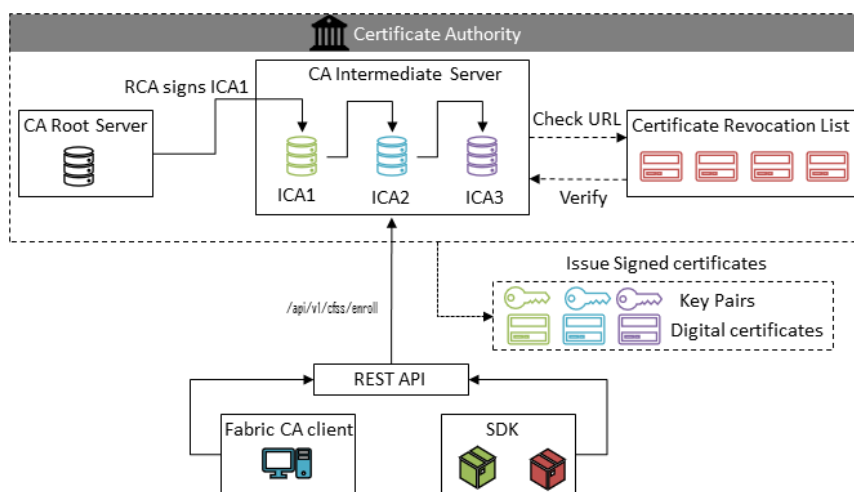 Certificate Authority
CA Intermediate Server
RCA signs ICA1
CA Root Server
Check URL
Certificate Revocation List
ICA1
ICA2
ICA3
Verify
Issue Signed certificates
/api/v1/cfss/enroll
Key Pairs
Digital certificates
REST API
Fabric CA client
SDK